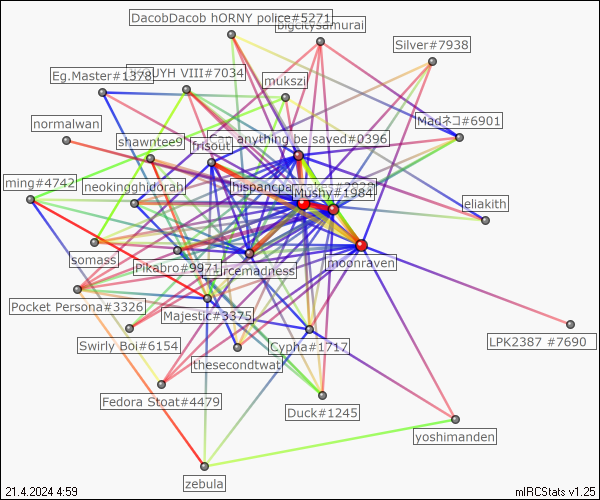 DacobDacob hORNY police#5271
bigcitysamurai
Silver#7938
UYH VIII#7034
Eg.Master#1378
mukszi
Madネコ#6901
normalwan
anything be saved#0396
shawntee9
frisout
ming#4742
neokingghidorah
hispancpa
Mushy#1984
eliakith
somass
Pikabro#9971
rcemadness
moonraven
Pocket Persona#3326
Majestic#3375
LPK2387 #7690
Swirly Boi#6154
Cypha#1717
thesecondtwat
Fedora Stoat#4479
Duck#1245
yoshimanden
zebula
21.4.2024 4:59
mIRCStats v1.25